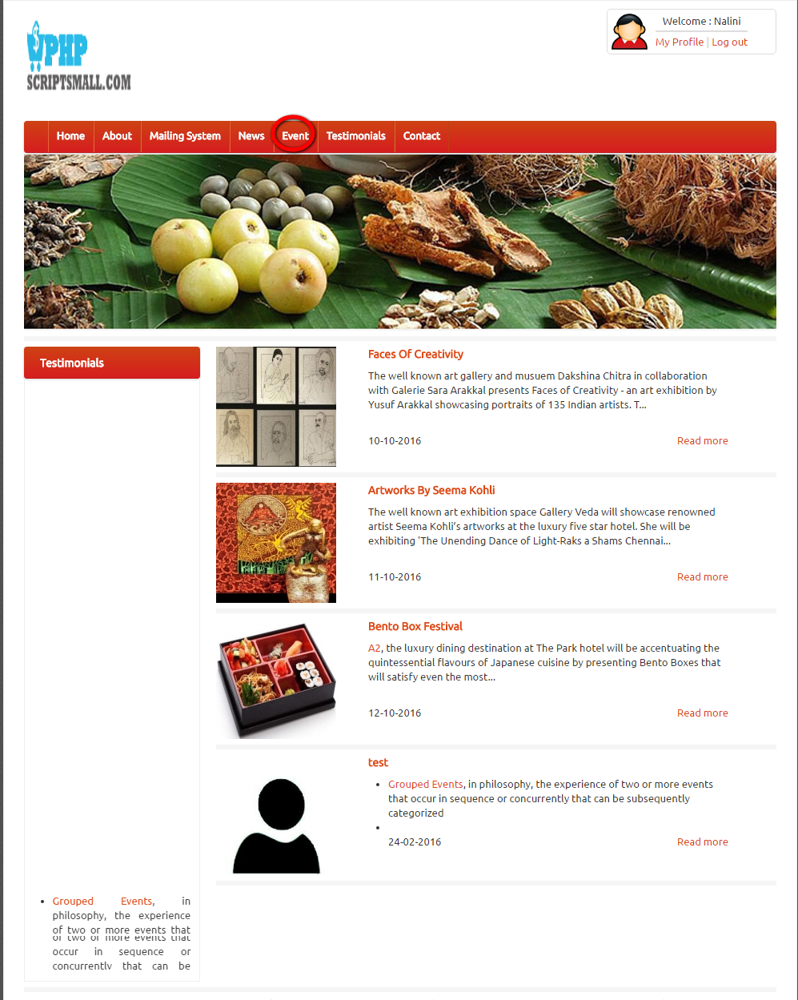 PHP
SCRIPTSMALL.COM
Welcome : Nalini
My Profile | Log out
Home About Mailing System News Event Testimonials Contact
Testimonials
Grouped Events, in
philosophy, the experience
of two or more events that
of two or more events that
occur in sequence or
concurrently that can be
Faces Of Creativity
The well known art gallery and musuem Dakshina Chitra in collaboration
with Galerie Sara Arakkal presents Faces of Creativity - an art exhibition by
Yusuf Arakkal showcasing portraits of 135 Indian artists. T...
10-10-2016 Read more
Artworks By Seema Kohli
The well known art exhibition space Gallery Veda will showcase renowned
artist Seema Kohli’s artworks at the luxury five star hotel. She will be
exhibiting 'The Unending Dance of Light-Raks a Shams Chennai...
11-10-2016 Read more
Bento Box Festival
A2, the luxury dining destination at The Park hotel will be accentuating the
quintessential flavours of Japanese cuisine by presenting Bento Boxes that
will satisfy even the most...
12-10-2016 Read more
test
Grouped Events, in philosophy, the experience of two or more events
that occur in sequence or concurrently that can be subsequently
categorized
24-02-2016 Read more